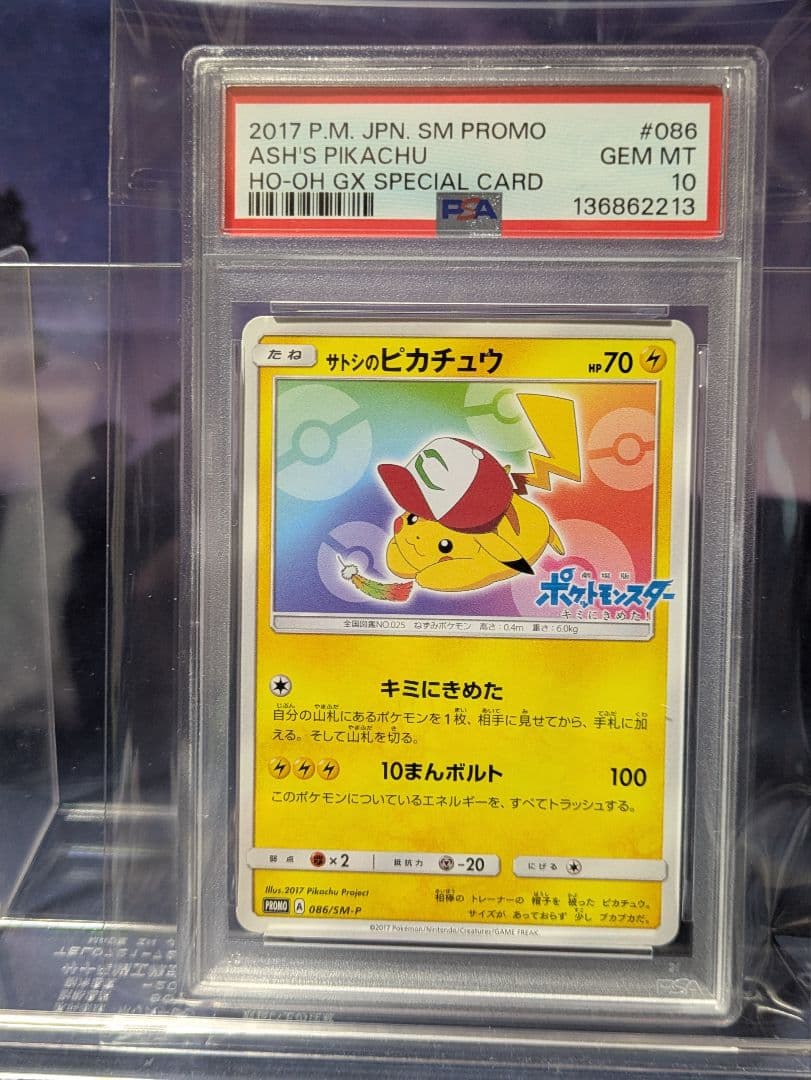 2017 P.M. JPN. SM PROMO #086
ASH'S PIKACHU GEM MT
HO-OH GX SPECIAL CARD 10
PSA 136862213
たね サトシのピカチュウ HP70
劇場版
ポケットモンスター
キミにきめた!
全国図鑑NO.025 ねずみポケモン 高さ:0.4m 重さ:6.0kg
キミにきめた
自分の山札にあるポケモンを1枚、相手に見せてから、手札に加
える。そして山札を切る。
10まんボルト 100
このポケモンについているエネルギーを、すべてトラッシュする。
弱点 ×2 抵抗力 -20 にげる
Illus.2017 Pikachu Project
PROMO A 086/SM-P
相棒の トレーナーの 帽子を 被った ピカチュウ。
サイズが あっておらず 少し ブカブカだ。
©2017 Pokémon/Nintendo/Creatures/GAME FREAK.
PSA